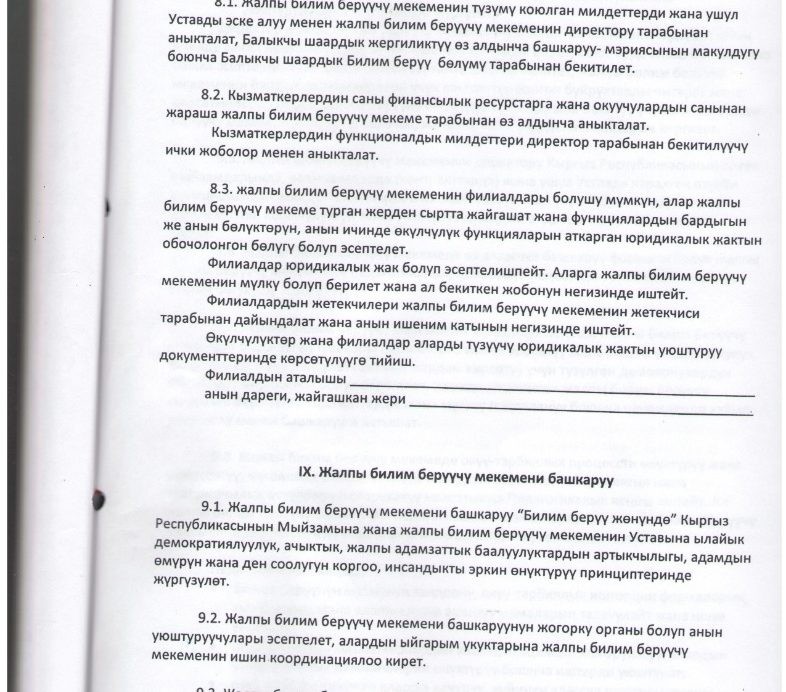 8.1. Жалпы билим берүүчү мекеменин түзүмү коюлган милдеттерди жана ушул
Уставды эске алуу менен жалпы билим берүүчү мекеменин директору тарабынан
аныкталат, Балыкчы шаардык жергиликтүү өз алдынча башкаруу- мэриясынын макулдугу
боюнча Балыкчы шаардык Билим берүү бөлүмү тарабынан бекитилет.
8.2. Кызматкерлердин саны финансылык ресурстарга жана окуучулардын санынан
жараша жалпы билим берүүчү мекеме тарабынан өз алдынча аныкталат.
Кызматкерлердин функционалдык милдеттери директор тарабынан бекитилүүчү
ички жоболор менен аныкталат.
8.3. жалпы билим берүүчү мекеменин филиалдары болушу мүмкүн, алар жалпы
билим берүүчү мекеме турган жерден сыртта жайгашат жана функциялардын бардыгын
же анын бөлүктөрүн, анын ичинде өкүлчүлүк функцияларын аткарган юридикалык жактын
обочолонгон бөлүгү болуп эсептелет.
Филиалдар юридикалык жак болуп эсептелишпейт. Аларга жалпы билим берүүчү
мекеменин мүлкү болуп берилет жана ал бекиткен жобонун негизинде иштейт.
Филиалдардын жетекчилери жалпы билим берүүчү мекеменин жетекчиси
тарабынан дайындалат жана анын ишеним катынын негизинде иштейт.
Өкүлчүлүктөр жана филиалдар аларды түзүүчү юридикалык жактын уюштуруу
документтеринде көрсөтүлүүгө тийиш.
Филиалдын аталышы
анын дареги, жайгашкан жери
IX. Жалпы билим берүүчү мекемени башкаруу
9.1. Жалпы билим берүүчү мекемени башкаруу “Билим берүү жөнүндө” Кыргыз
Республикасынын Мыйзамына жана жалпы билим берүүчү мекеменин Уставына ылайык
демократиялуулук, ачыктык, жалпы адамзаттык баалуулуктардын артыкчылыгы, адамдын
өмүрүн жана ден соолугун коргоо, инсандыкты эркин өнүктүрүү принциптеринде
жүргүзүлөт.
9.2. Жалпы билим берүүчү мекемени башкаруунун жогорку органы болуп анын
уюштуруучулары эсептелет, алардын ыйгарым укуктарына жалпы билим берүүчү
мекеменин ишин координациялоо кирет.